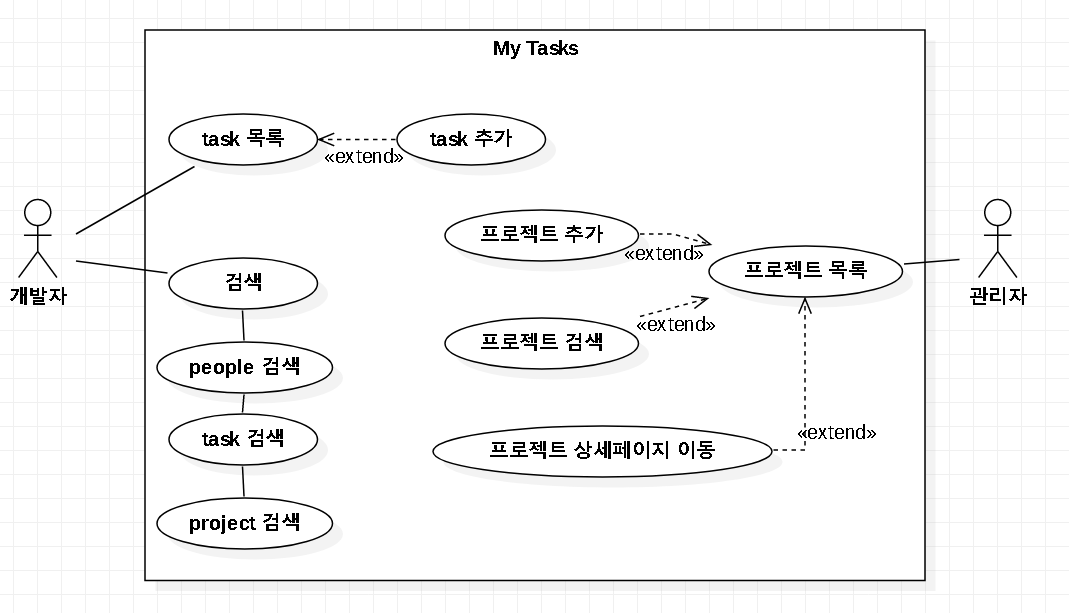 My Tasks
task 목록
task 추가
«extend»
프로젝트 추가
«extend»
프로젝트 목록
개발자
관리자
검색
«extend»
프로젝트 검색
people 검색
task 검색
«extend»
프로젝트 상세페이지 이동
project 검색